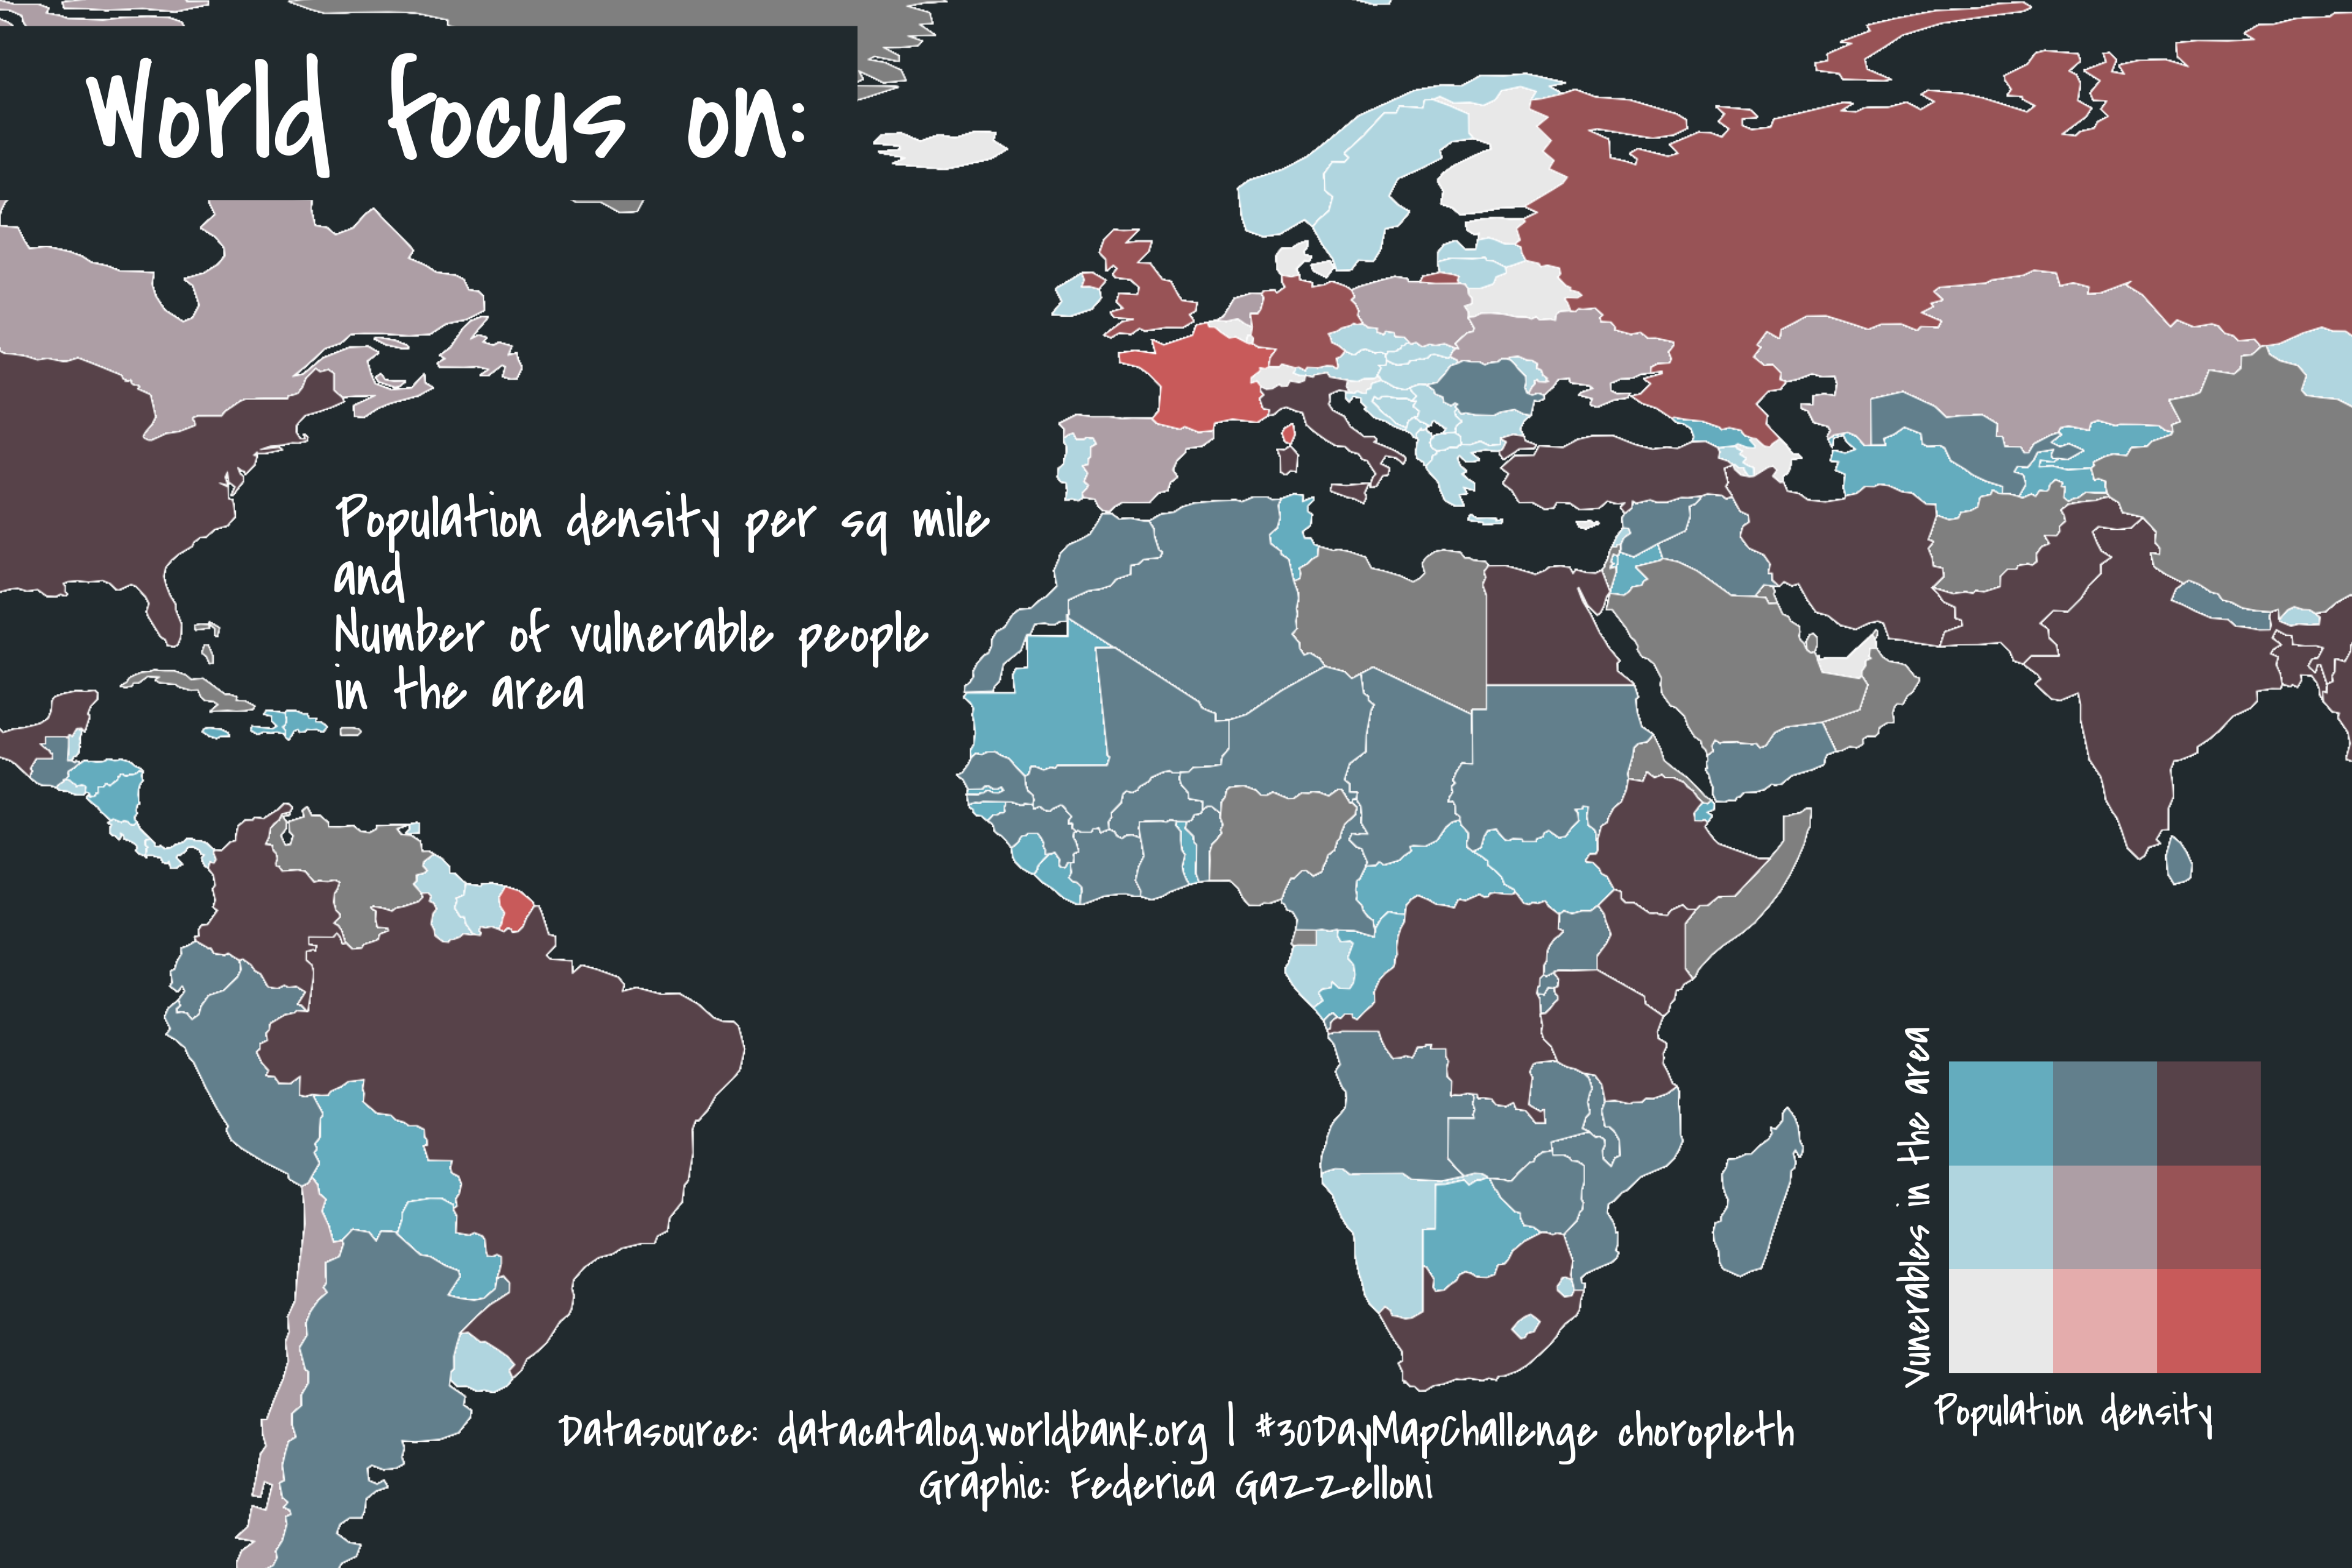 World Focus on:
Population density per sq mile
and
Number of vulnerable people
in the area
Vunerables in the area
Population density
Datasource: datacatalog.worldbank.org | #30DayMapChallenge choropleth
Graphic: Federica Gazzelloni